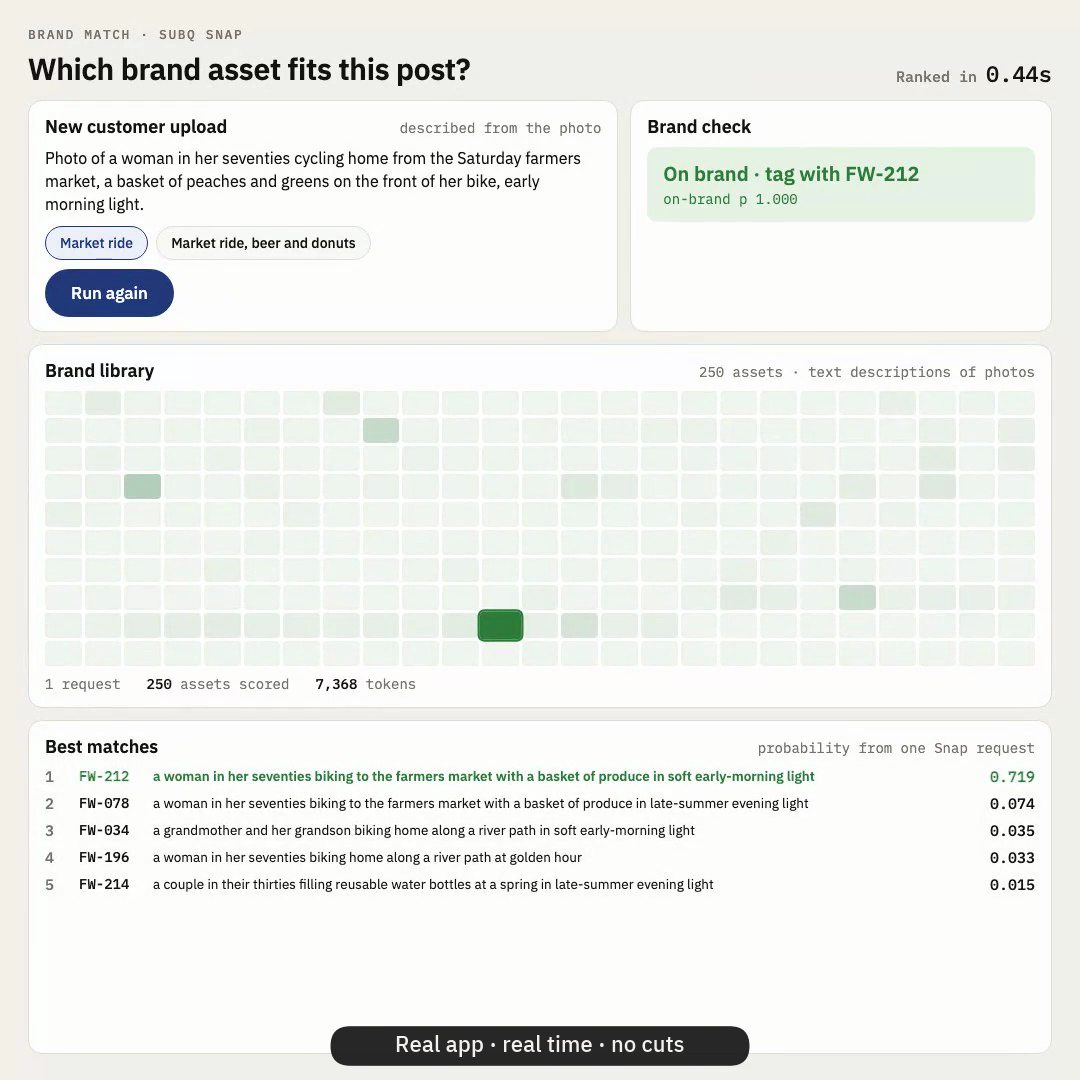 BRAND MATCH · SUBQ SNAP
Which brand asset fits this post?
Ranked in 0.44s
New customer upload
described from the photo
Photo of a woman in her seventies cycling home from the Saturday farmers
market, a basket of peaches and greens on the front of her bike, early
morning light.
Market ride
Market ride, beer and donuts
Run again
Brand check
On brand · tag with FW-212
on-brand p 1.000
Brand library
250 assets · text descriptions of photos
1 request 250 assets scored 7,368 tokens
Best matches
probability from one Snap request
1 FW-212 a woman in her seventies biking to the farmers market with a basket of produce in soft early-morning light 0.719
2 FW-078 a woman in her seventies biking to the farmers market with a basket of produce in late-summer evening light 0.074
3 FW-034 a grandmother and her grandson biking home along a river path in soft early-morning light 0.035
4 FW-196 a woman in her seventies biking home along a river path at golden hour 0.033
5 FW-214 a couple in their thirties filling reusable water bottles at a spring in late-summer evening light 0.015
Real app · real time · no cuts